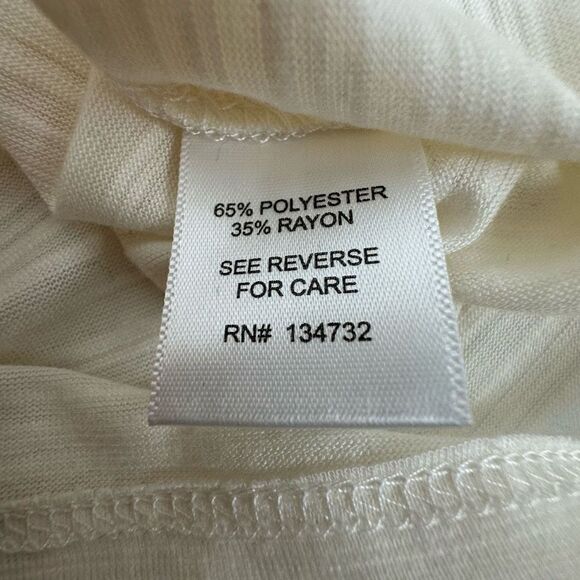 65% POLYESTER
35% RAYON
SEE REVERSE
FOR CARE
RN# 134732